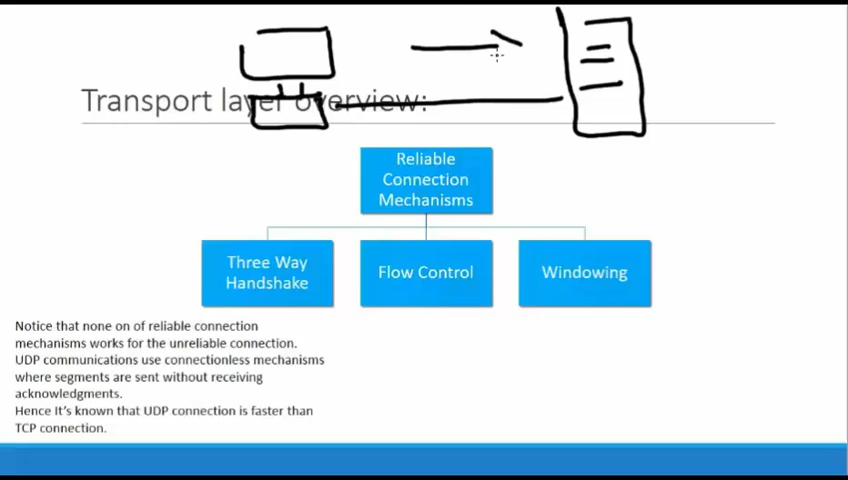 Transport layer overview:
Reliable
Connection
Mechanisms
Three Way
Handshake
Flow Control
Windowing
Notice that none on of reliable connection
mechanisms works for the unreliable connection.
UDP communications use connectionless mechanisms
where segments are sent without receiving
acknowledgments.
Hence It’s known that UDP connection is faster than
TCP connection.